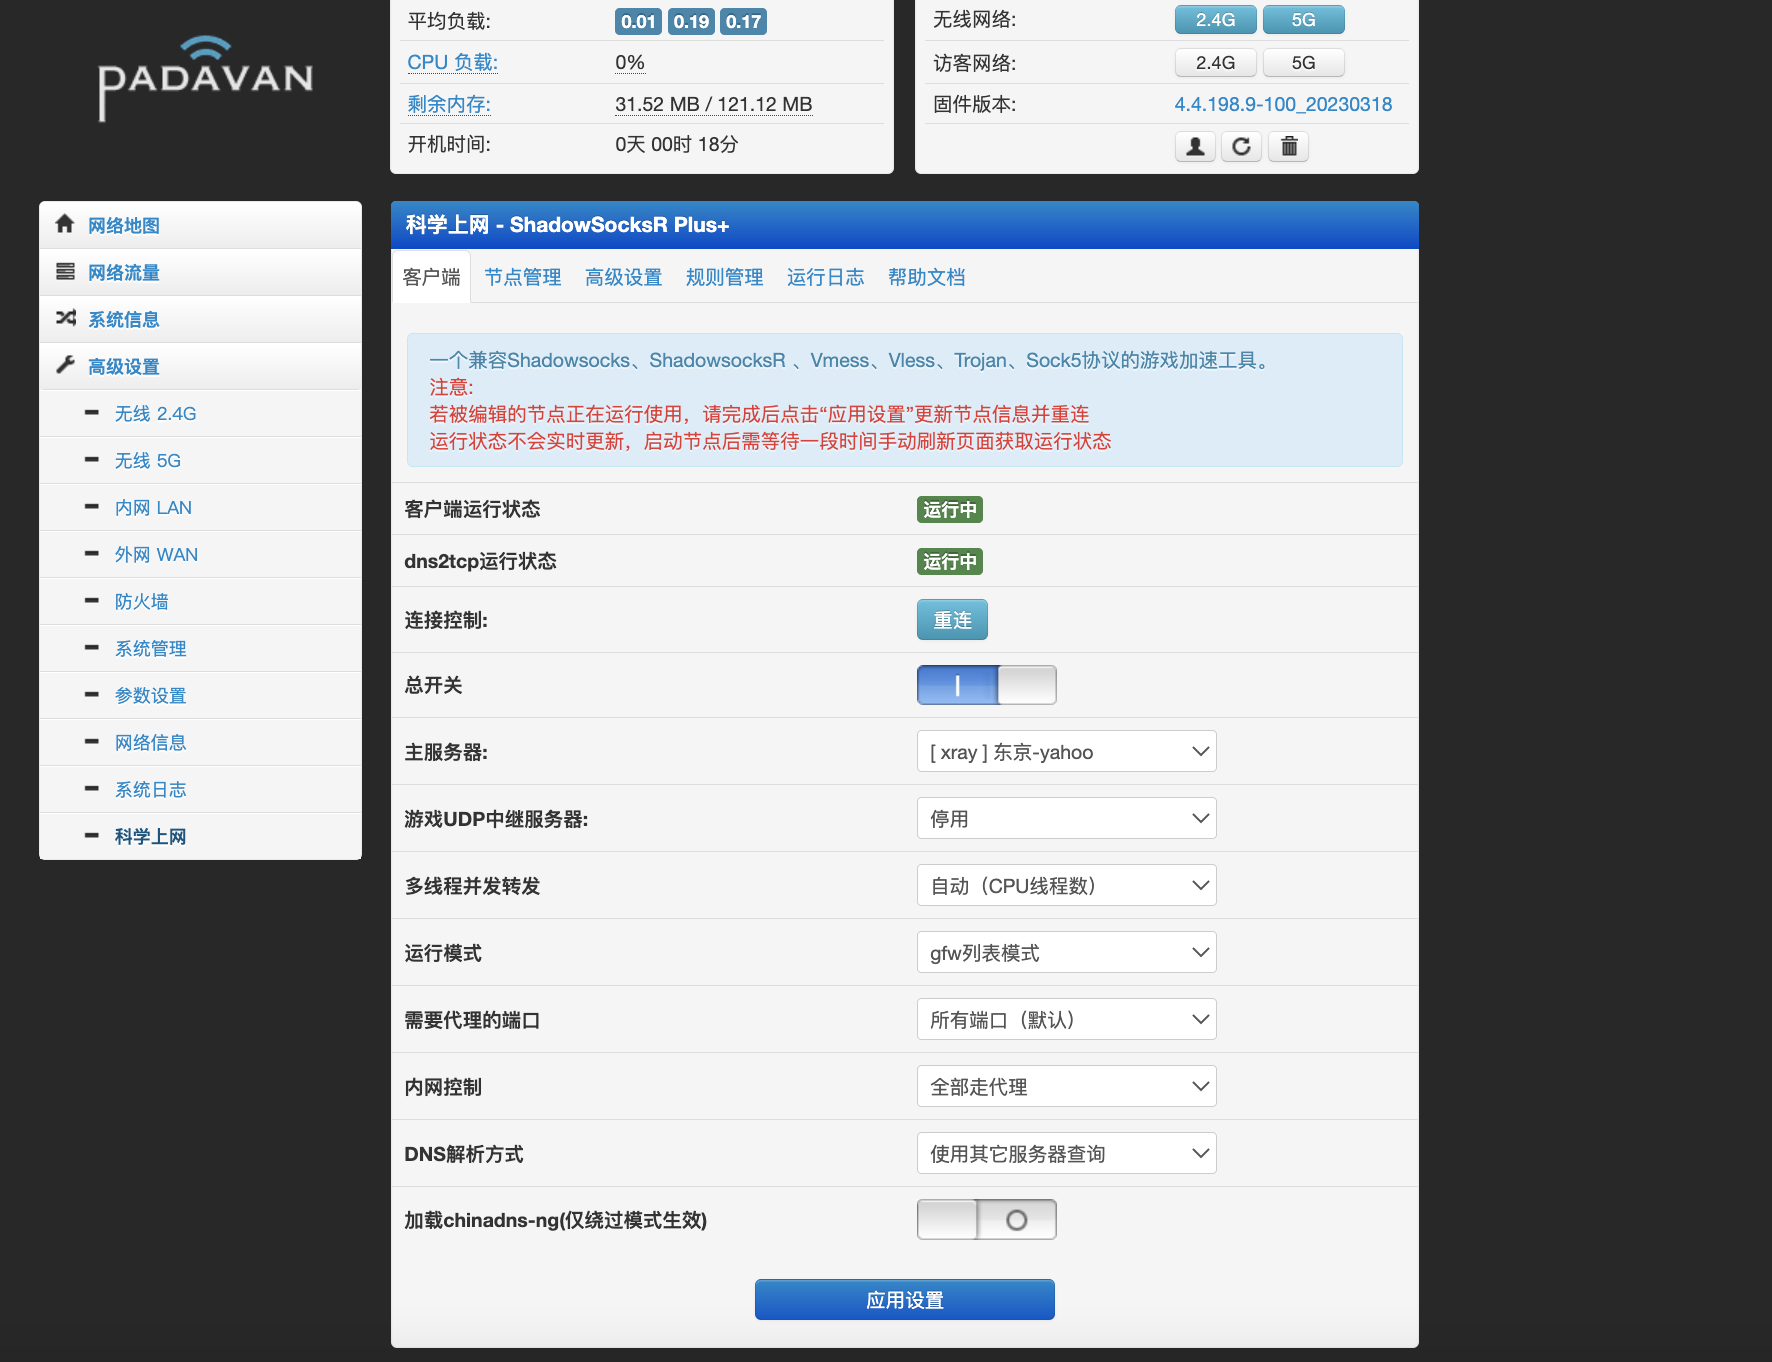 PADAVAN
平均负载: 0.01 0.19 0.17
CPU 负载: 0%
剩余内存: 31.52 MB / 121.12 MB
开机时间: 0天 00时 18分
无线网络: 2.4G 5G
访客网络: 2.4G 5G
固件版本: 4.4.198.9-100_20230318
网络地图
网络流量
系统信息
高级设置
无线 2.4G
无线 5G
内网 LAN
外网 WAN
防火墙
系统管理
参数设置
网络信息
系统日志
科学上网
科学上网 - ShadowSocksR Plus+
客户端 节点管理 高级设置 规则管理 运行日志 帮助文档
一个兼容Shadowsocks、ShadowsocksR 、Vmess、Vless、Trojan、Sock5协议的游戏加速工具。
注意:
若被编辑的节点正在运行使用，请完成后点击“应用设置”更新节点信息并重连
运行状态不会实时更新，启动节点后需等待一段时间手动刷新页面获取运行状态
客户端运行状态 运行中
dns2tcp运行状态 运行中
连接控制: 重连
总开关
主服务器: [ xray ] 东京-yahoo
游戏UDP中继服务器: 停用
多线程并发转发 自动（CPU线程数）
运行模式 gfw列表模式
需要代理的端口 所有端口（默认）
内网控制 全部走代理
DNS解析方式 使用其它服务器查询
加载chinadns-ng(仅绕过模式生效)
应用设置